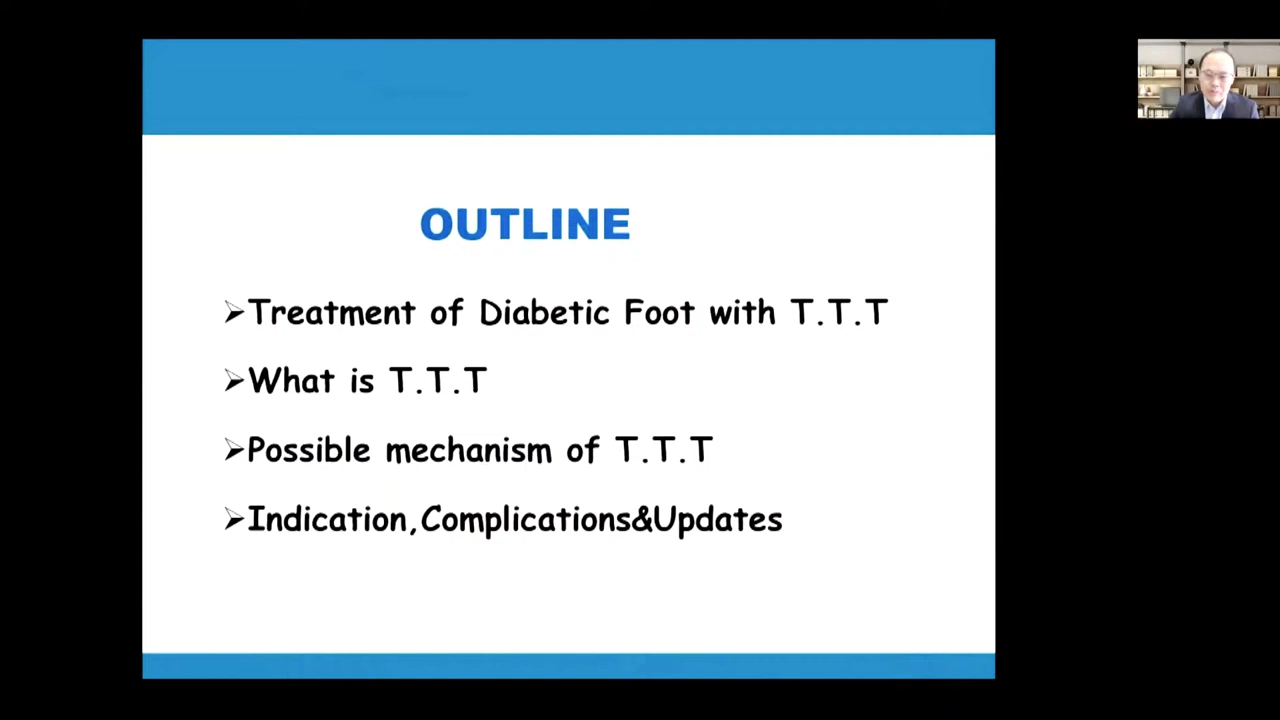 OUTLINE
➢Treatment of Diabetic Foot with T.T.T
➢What is T.T.T
➢Possible mechanism of T.T.T
➢Indication,Complications&Updates